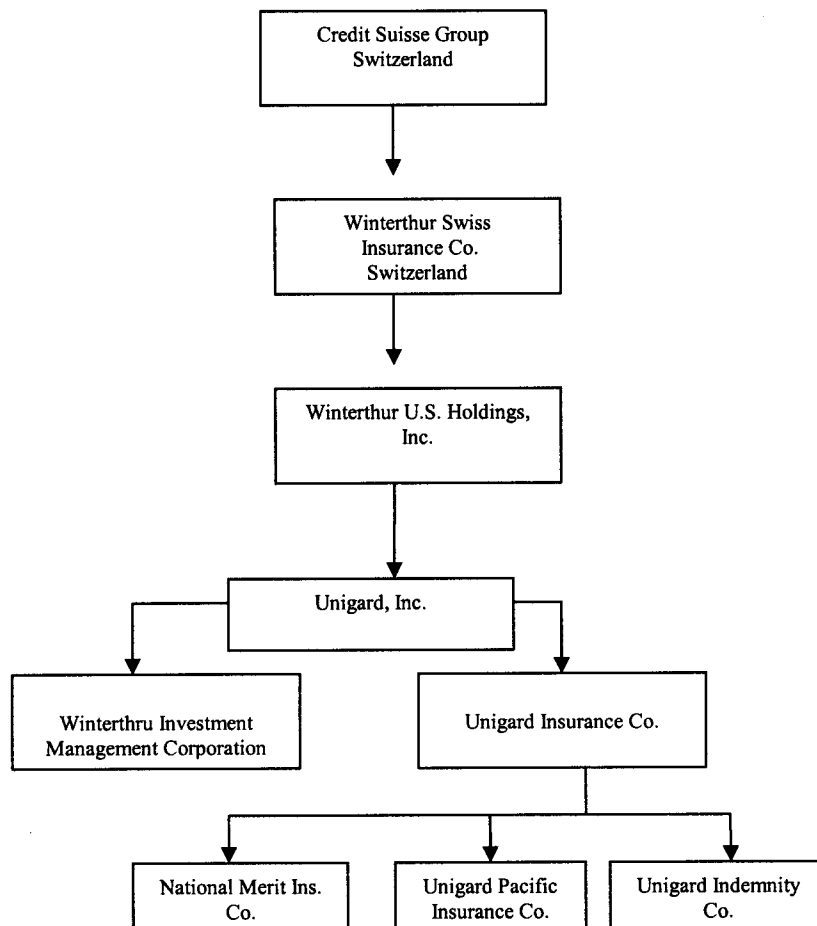 Credit Suisse Group
Switzerland
Winterthur Swiss
Insurance Co.
Switzerland
Winterthur U.S. Holdings,
Inc.
Unigard, Inc.
Winterthru Investment
Management Corporation
Unigard Insurance Co.
National Merit Ins.
Co.
Unigard Pacific
Insurance Co.
Unigard Indemnity
Co.